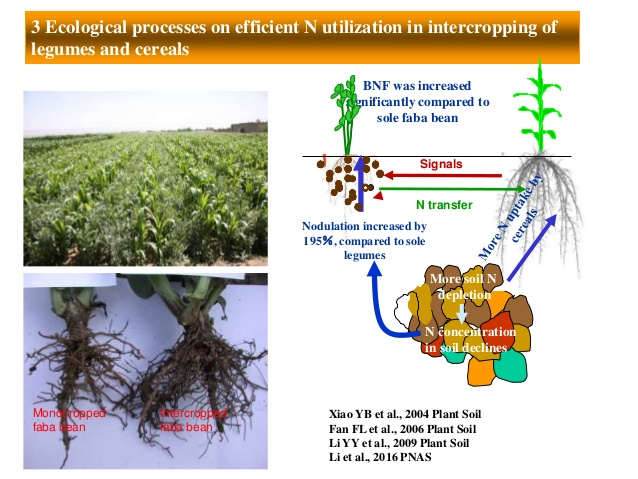 3 Ecological processes on efficient N utilization in intercropping of
legumes and cereals
BNF was increased
significantly compared to
sole faba bean
Signals
N transfer
Nodulation increased by
195%, compared to sole
legumes
More N uptake by
cereals
More soil N
depletion
N concentration
in soil declines
Monocropped
faba bean
Intercropped
faba bean
Xiao YB et al., 2004 Plant Soil
Fan FL et al., 2006 Plant Soil
Li YY et al., 2009 Plant Soil
Li et al., 2016 PNAS